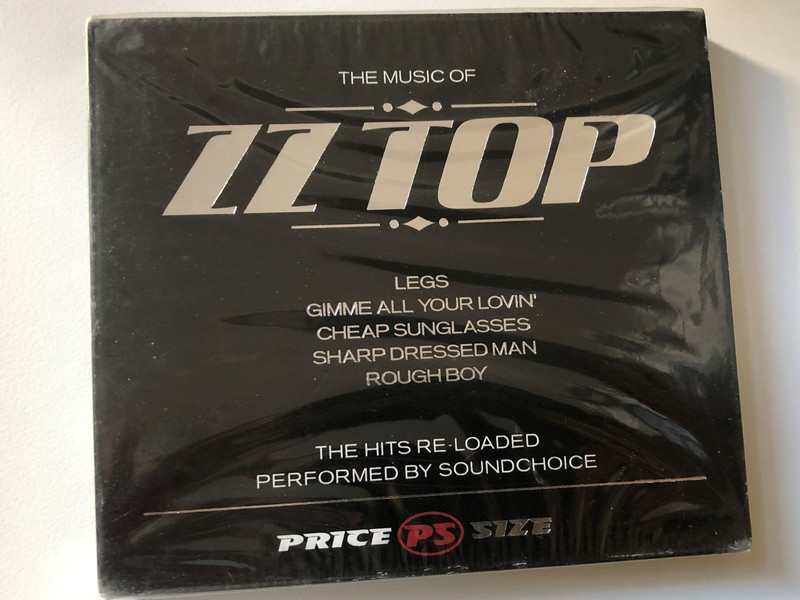 THE MUSIC OF
ZZ TOP
LEGS
GIMME ALL YOUR LOVIN'
CHEAP SUNGLASSES
SHARP DRESSED MAN
ROUGH BOY
THE HITS RE-LOADED
PERFORMED BY SOUNDCHOICE
PRICE PS SIZE